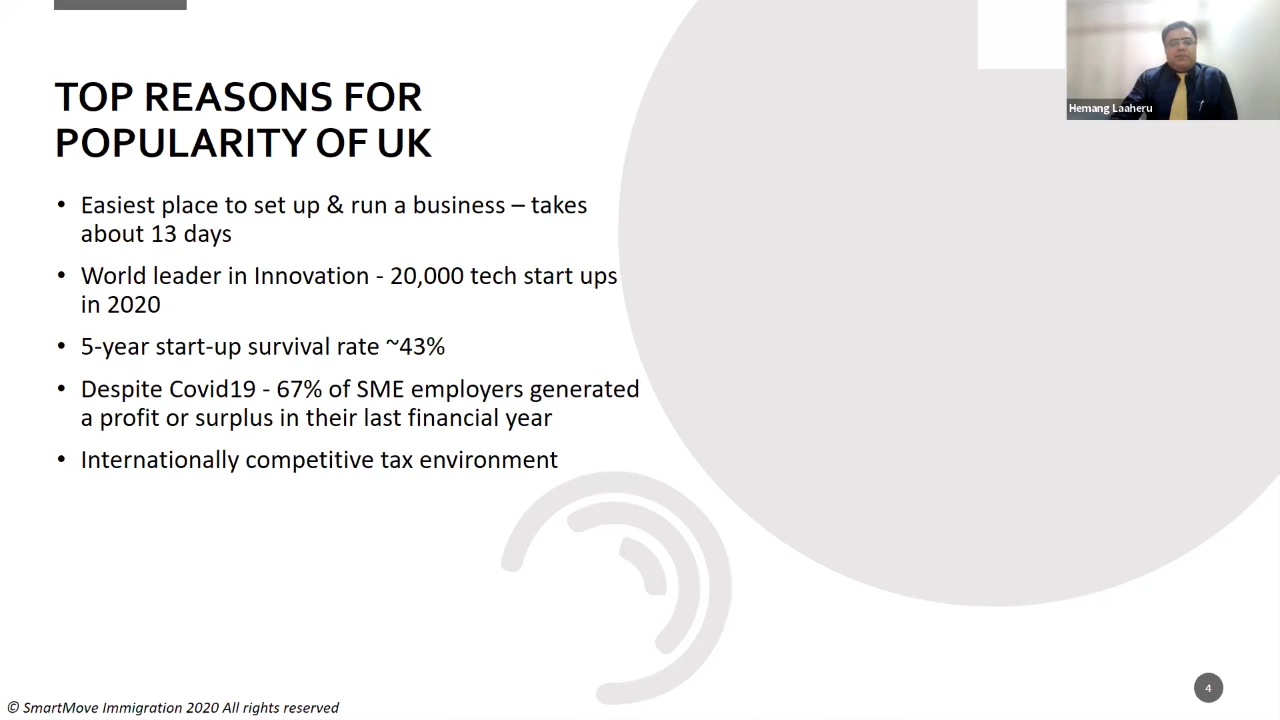 TOP REASONS FOR
POPULARITY OF UK
• Easiest place to set up & run a business – takes
about 13 days
• World leader in Innovation - 20,000 tech start ups
in 2020
• 5-year start-up survival rate ~43%
• Despite Covid19 - 67% of SME employers generated
a profit or surplus in their last financial year
• Internationally competitive tax environment
Hemang Laaheru
4
© SmartMove Immigration 2020 All rights reserved